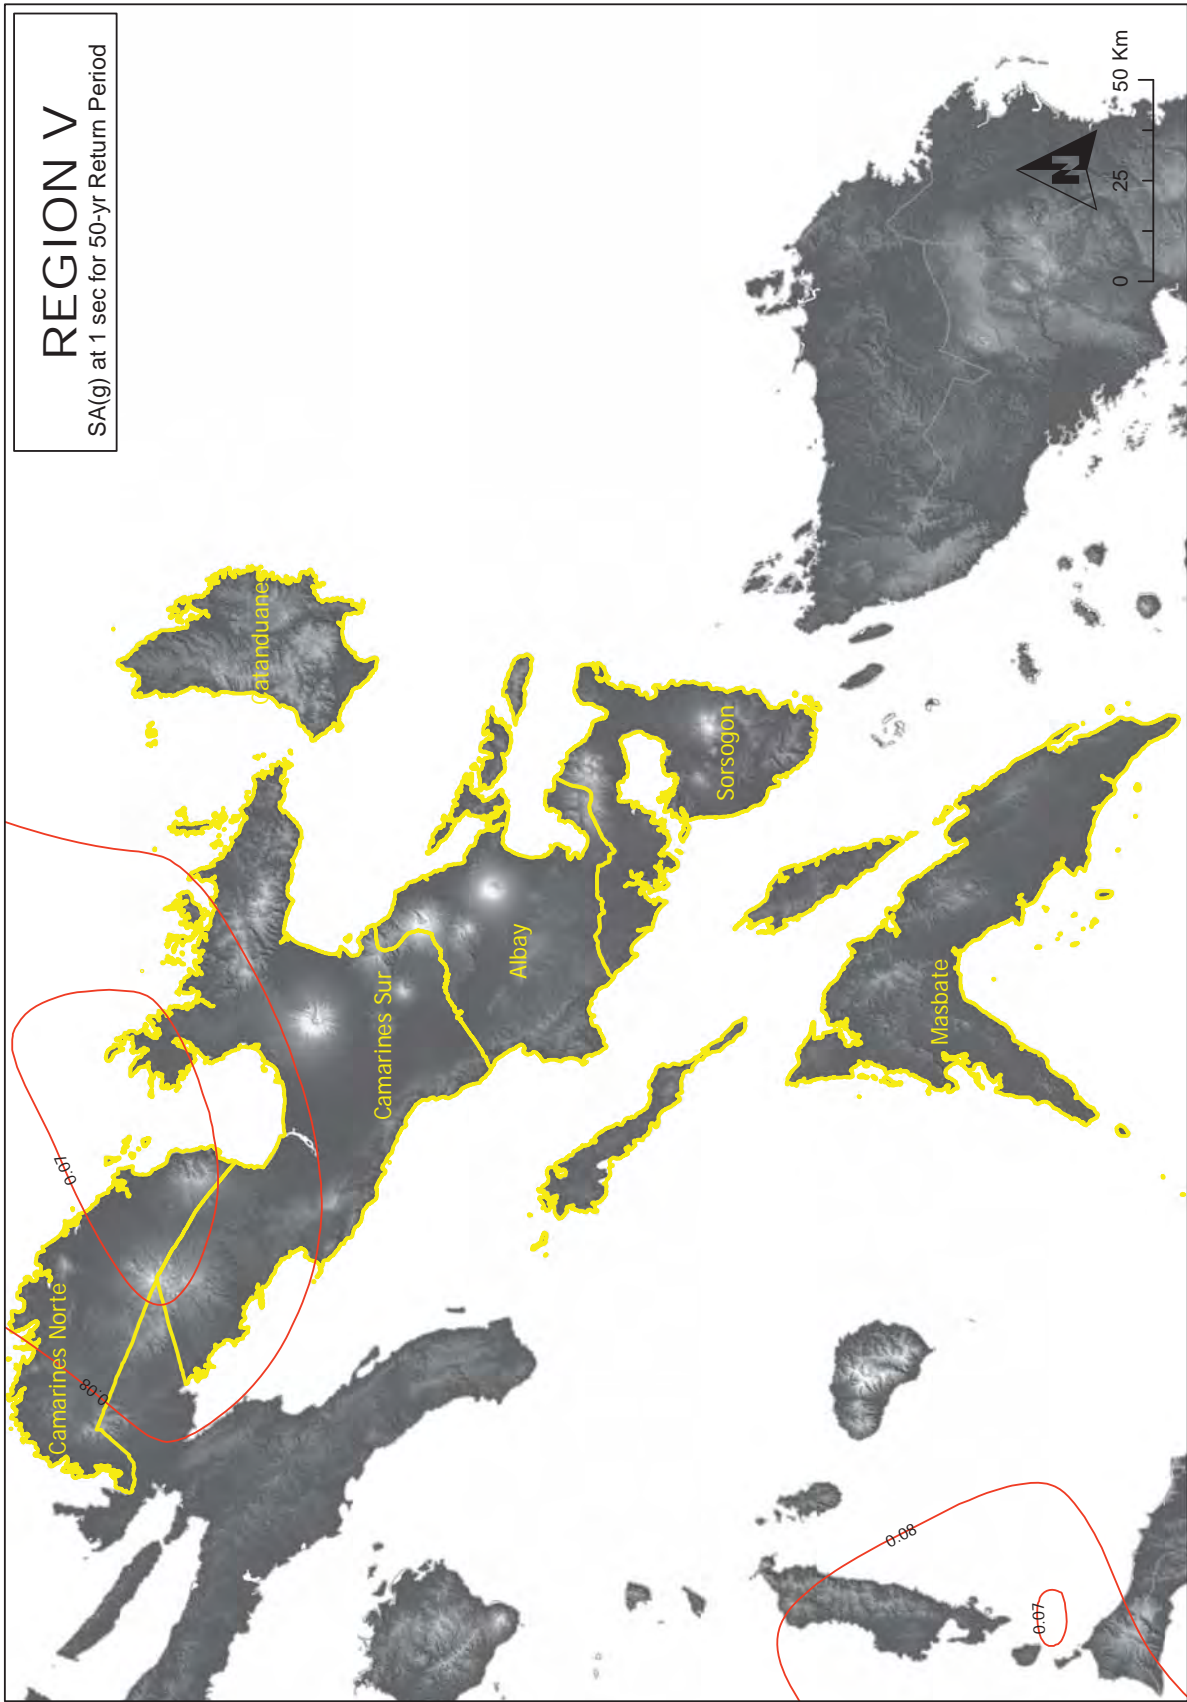 REGION V
SA(g) at 1 sec for 50-yr Return Period
Camarines Norte
Catanduane
Camarines Sur
Albay
Sorsogon
Masbate
0.07
0.08
0.08
0.07
N
0 25 50 Km